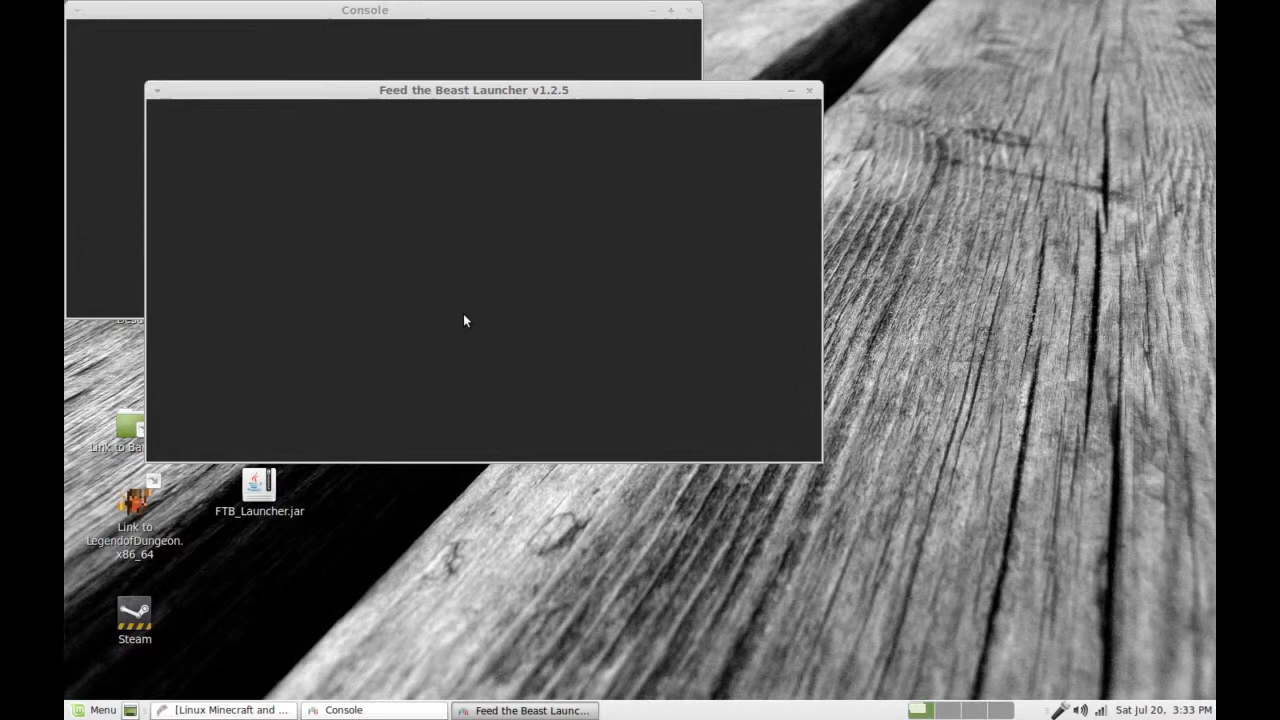 Console
Feed the Beast Launcher v1.2.5
Link to Ba
FTB_Launcher.jar
Link to
LegendofDungeon.
x86_64
Steam
Menu
[Linux Minecraft and ...
Console
Feed the Beast Launc...
Sat Jul 20, 3:33 PM